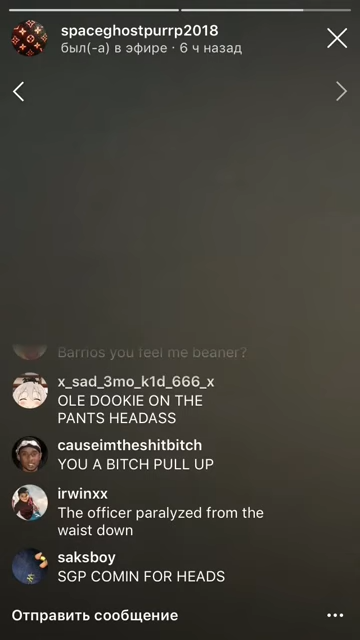 spaceghostpurrp2018
был(-а) в эфире · 6 ч назад
Barrios you feel me beaner?
x_sad_3mo_k1d_666_x
OLE DOOKIE ON THE
PANTS HEADASS
causeimtheshitbitch
YOU A BITCH PULL UP
irwinxx
The officer paralyzed from the
waist down
saksboy
SGP COMIN FOR HEADS
Отправить сообщение